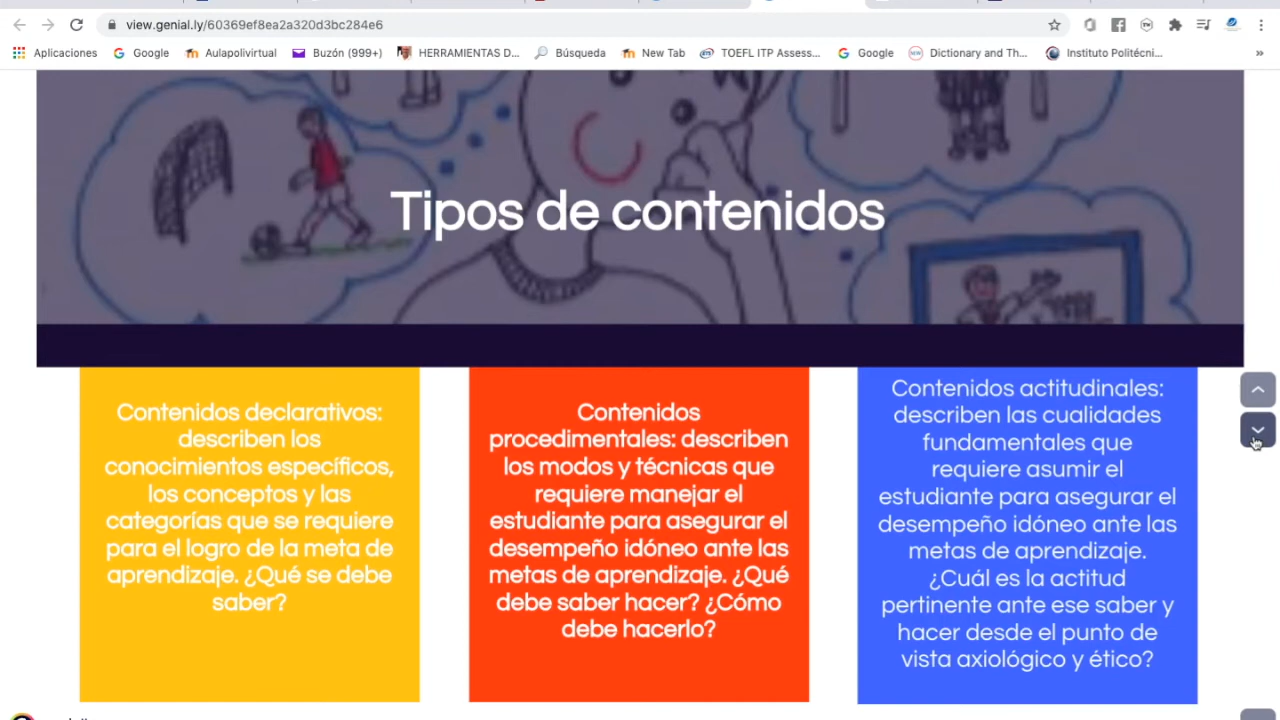 view.genial.ly/60369ef8ea2a320d3bc284e6
Aplicaciones
Google
Aulapolivirtual
Buzón (999+)
HERRAMIENTAS D...
Búsqueda
New Tab
TOEFL ITP Assess...
Google
Dictionary and Th...
Instituto Politécni...
»
Tipos de contenidos
Contenidos declarativos:
describen los
conocimientos específicos,
los conceptos y las
categorías que se requiere
para el logro de la meta de
aprendizaje. ¿Qué se debe
saber?
Contenidos
procedimentales: describen
los modos y técnicas que
requiere manejar el
estudiante para asegurar el
desempeño idóneo ante las
metas de aprendizaje. ¿Qué
debe saber hacer? ¿Cómo
debe hacerlo?
Contenidos actitudinales:
describen las cualidades
fundamentales que
requiere asumir el
estudiante para asegurar el
desempeño idóneo ante las
metas de aprendizaje.
¿Cuál es la actitud
pertinente ante ese saber y
hacer desde el punto de
vista axiológico y ético?